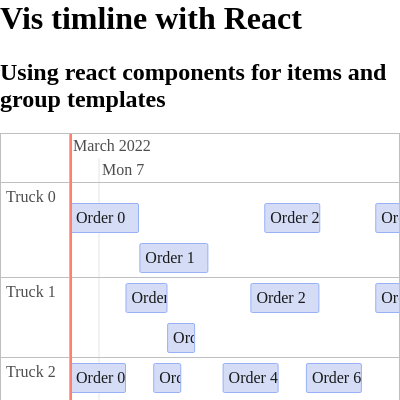 Vis timline with React
Using react components for items and
group templates
March 2022
Mon 7
Truck 0
Order 0
Order 2
Or
Order 1
Truck 1
Order
Order 2
Or
Ord
Truck 2
Order 0
Ord
Order 4
Order 6